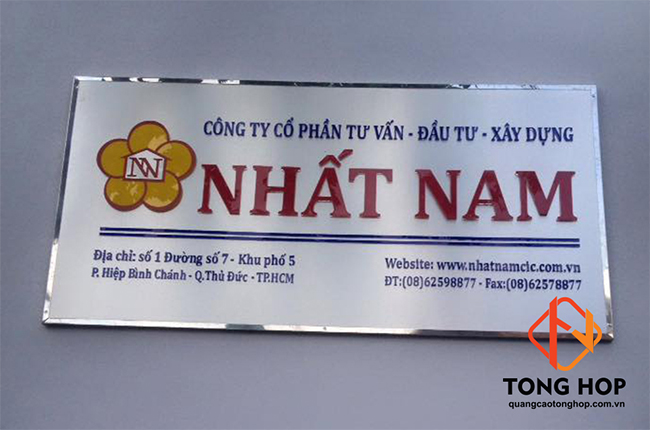 CÔNG TY CỔ PHẦN TƯ VẤN - ĐẦU TƯ - XÂY DỰNG
NN
NHẤT NAM
Địa chỉ: số 1 Đường số 7 - Khu phố 5
P. Hiệp Bình Chánh - Q.Thủ Đức - TP.HCM
Website: www.nhatnamcic.com.vn
ĐT:(08)62598877 - Fax:(08)62578877
TONG HOP
quangcaotonghop.com.vn